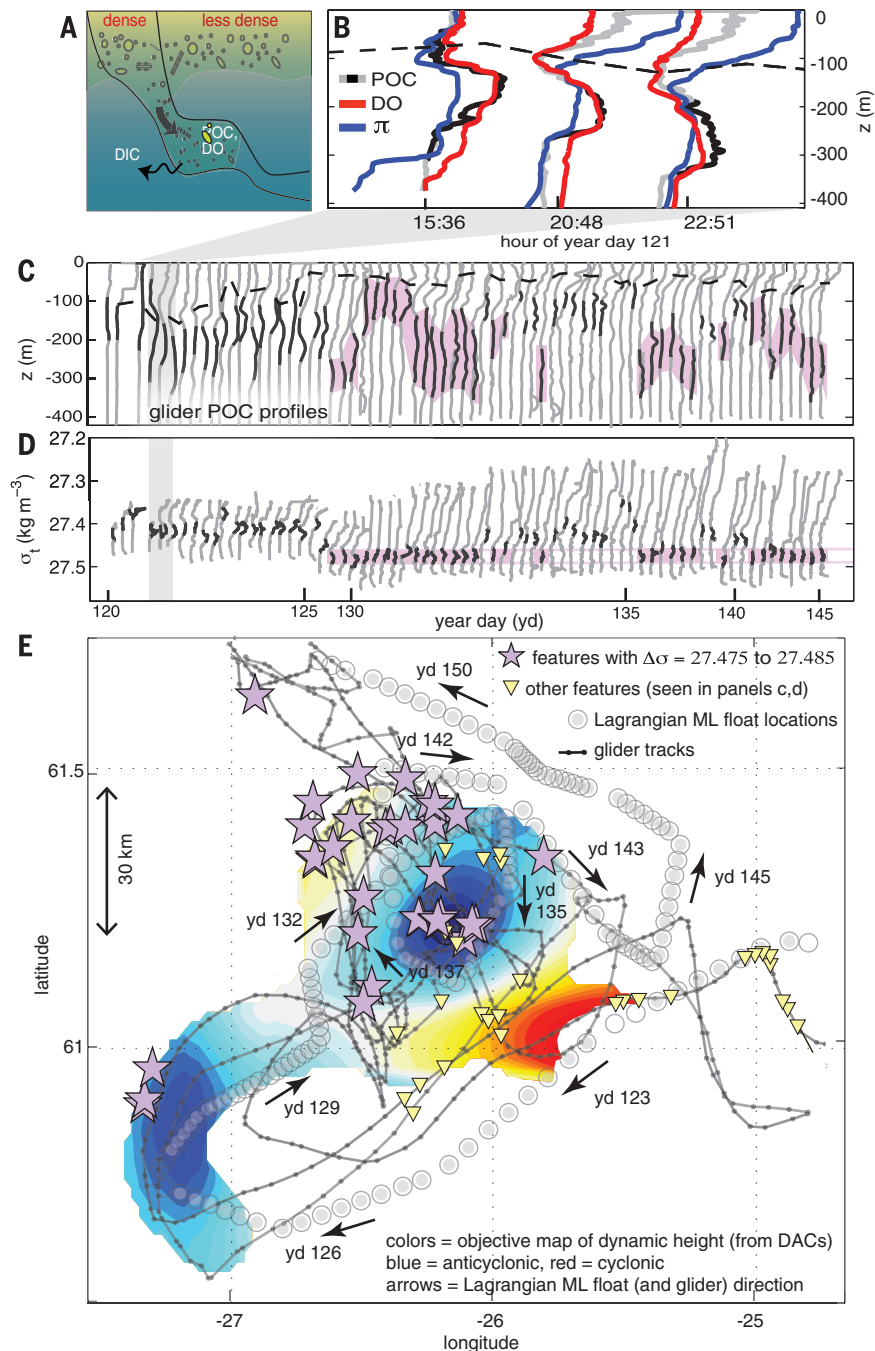 A
dense
less dense
POC,
DO
DIC
B
POC
DO
π
0
-100
-200
-300
-400
z (m)
15:36
20:48
22:51
hour of year day 121
C
0
-100
-200
-300
-400
z (m)
glider POC profiles
D
27.2
27.3
27.4
27.5
σt (kg m−3)
120
125
130
135
140
145
year day (yd)
E
features with Δσ = 27.475 to 27.485
other features (seen in panels c,d)
Lagrangian ML float locations
glider tracks
yd 150
yd 142
61.5
30 km
yd 143
yd 145
yd
135
yd 132
yd 137
latitude
61
yd 129
yd 123
yd 126
colors = objective map of dynamic height (from DACs)
blue = anticyclonic, red = cyclonic
arrows = Lagrangian ML float (and glider) direction
-27
-26
-25
longitude